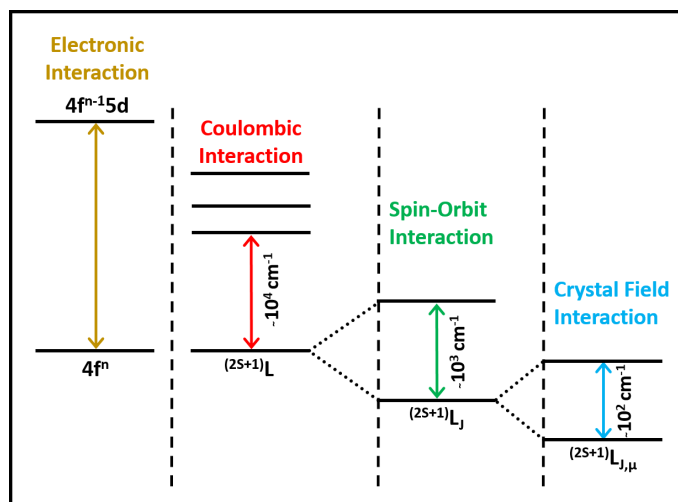 Electronic
Interaction
4fⁿ⁻¹5d
4fⁿ
Coulombic
Interaction
~10⁴ cm⁻¹
⁽²ˢ⁺¹⁾L
Spin-Orbit
Interaction
~10³ cm⁻¹
⁽²ˢ⁺¹⁾L_J
Crystal Field
Interaction
~10² cm⁻¹
⁽²ˢ⁺¹⁾L_J,μ